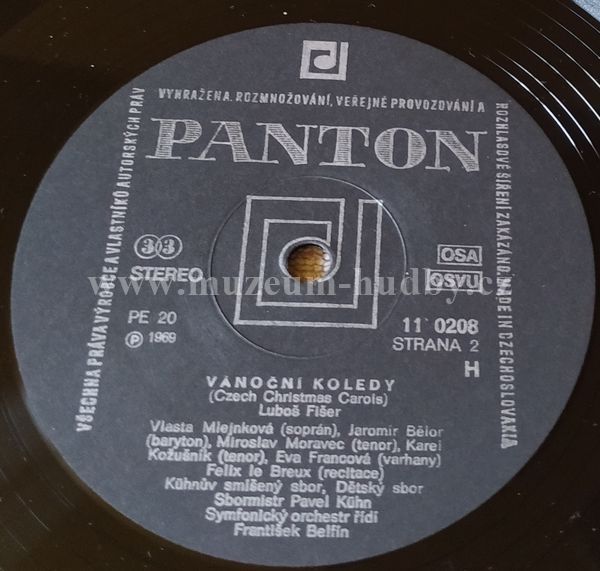 VŠECHNA PRÁVA VÝROBCE A VLASTNÍKŮ AUTORSKÝCH PRÁV
VYHRAŽENA. ROZMNOŽOVÁNÍ, VEŘEJNÉ PROVOZOVÁNÍ A
ROZHLASOVÉ ŠÍŘENÍ ZAKÁZÁNO. MADE IN CZECHOSLOVAKIA
PANTON
33
STEREO
OSA
OSVU
www.muzeum-hudby.c
PE 20
℗ 1969
11 0208
STRANA 2
H
VÁNOČNÍ KOLEDY
(Czech Christmas Carols)
Luboš Fišer
Vlasta Mlejnková (soprán), Jaromír Bělor
(baryton), Miroslav Moravec (tenor), Karel
Kožušník (tenor), Eva Francová (varhany)
Felix le Breux (recitace)
Kühnův smíšený sbor, Dětský sbor
Sbormistr Pavel Kühn
Symfonický orchestr řídí
František Belfín